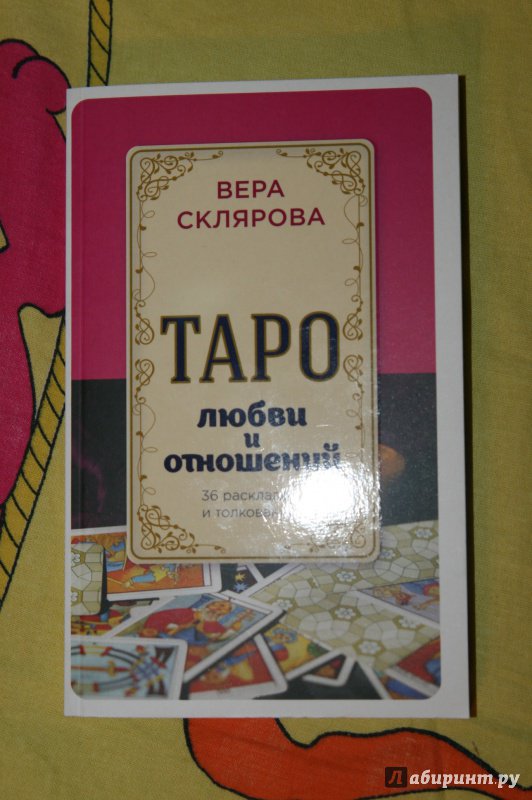 ВЕРА
СКЛЯРОВА
ТАРО
любви
и
отношений
36
и
Лабиринт.ру